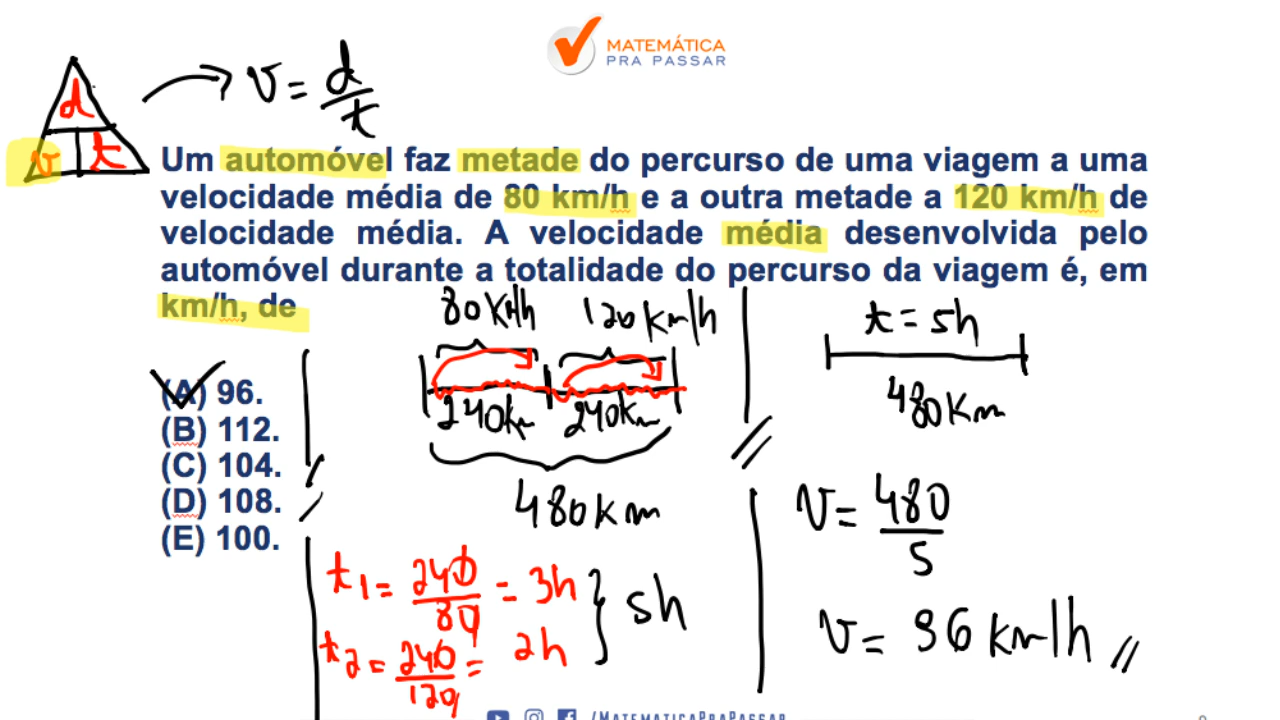 MATEMÁTICA
PRA PASSAR
d
v t
v = d/t
Um automóvel faz metade do percurso de uma viagem a uma
velocidade média de 80 km/h e a outra metade a 120 km/h de
velocidade média. A velocidade média desenvolvida pelo
automóvel durante a totalidade do percurso da viagem é, em
km/h, de
(A) 96.
(B) 112.
(C) 104.
(D) 108.
(E) 100.
80 Km/h 120 Km/h
240 Km 240 Km
480 Km
t1 = 240/80 = 3h
t2 = 240/120 = 2h
5h
t = 5h
480 Km
v = 480/5
v = 96 Km/h
/MATEMATICAPRAPASSAR